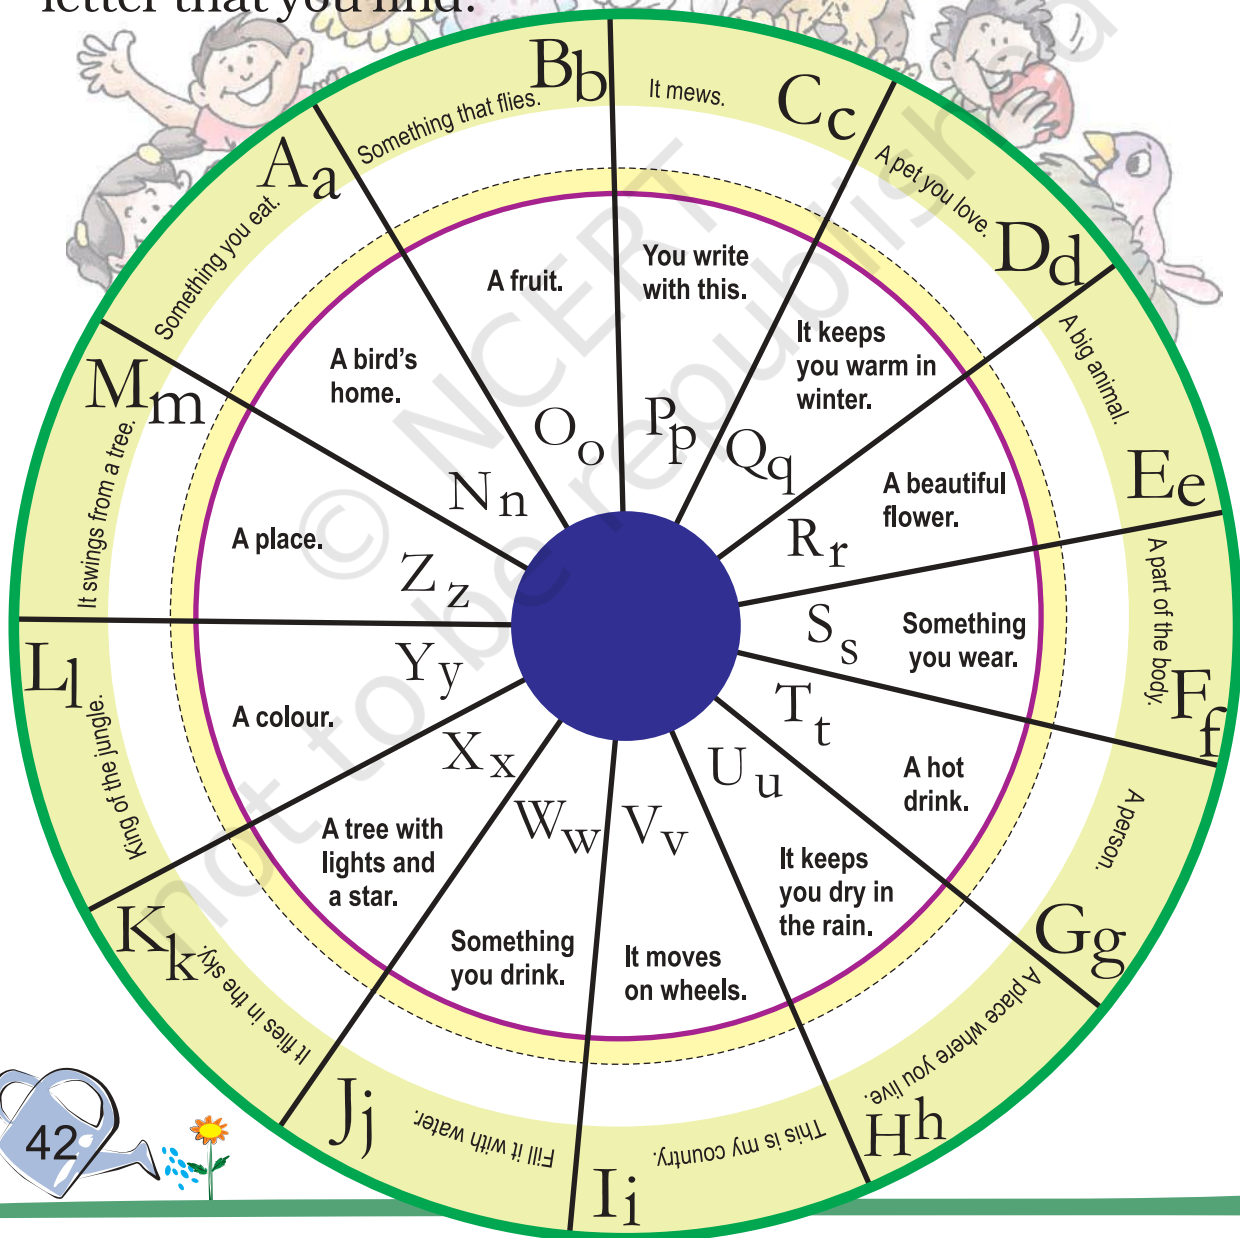 letter that you find.
Aa
Something you eat.
Bb
Something that flies.
Cc
It mews.
Dd
A pet you love.
Ee
A big animal.
Ff
A part of the body.
Gg
A person.
Hh
A place where you live.
Ii
This is my country.
Jj
Fill it with water.
Kk
It flies in the sky.
Ll
King of the jungle.
Mm
It swings from a tree.
Nn
A bird's
home.
Oo
A fruit.
Pp
You write
with this.
Qq
It keeps
you warm in
winter.
Rr
A beautiful
flower.
Ss
Something
you wear.
Tt
A hot
drink.
Uu
It keeps
you dry in
the rain.
Vv
It moves
on wheels.
Ww
Something
you drink.
Xx
A tree with
lights and
a star.
Yy
A colour.
Zz
A place.
© NCERT
not to be republished
42